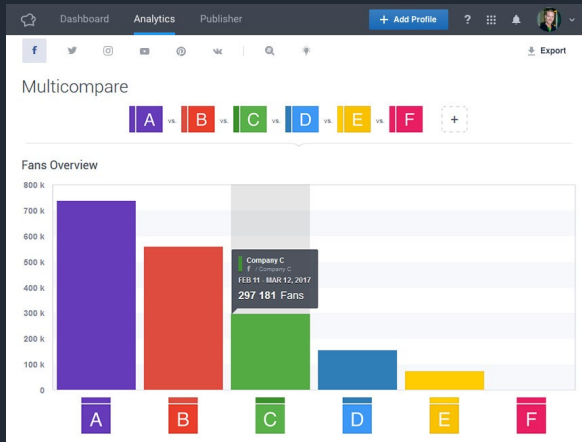 Dashboard Analytics Publisher + Add Profile ?
f Export
Multicompare
A vs. B vs. C vs. D vs. E vs. F +
Fans Overview
800 k
700 k
600 k
500 k
400 k
300 k
200 k
100 k
0
Company C
f / Company C
FEB 11 - MAR 12, 2017
297 181 Fans
A B C D E F